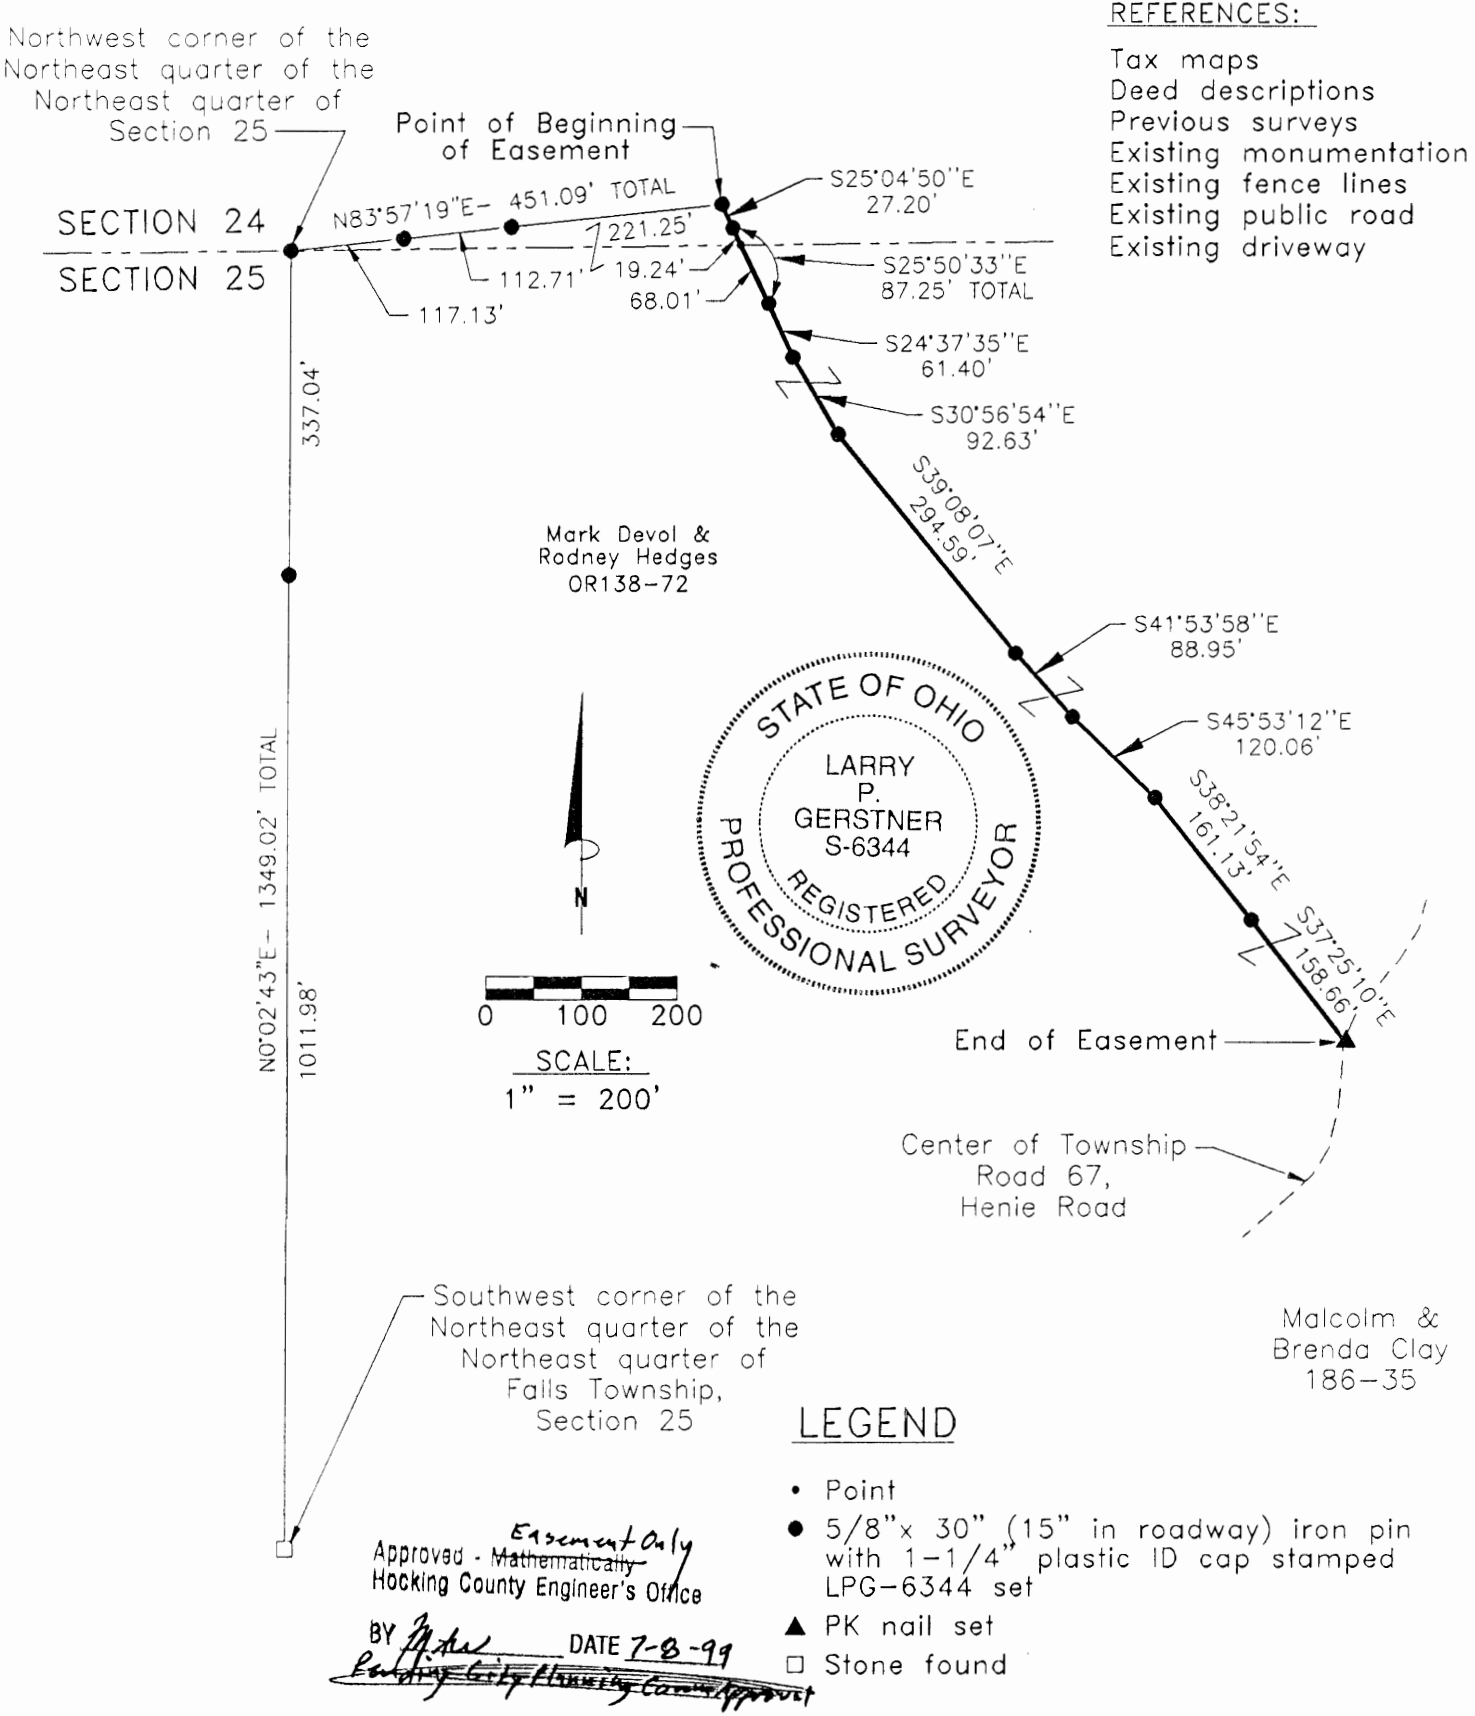 REFERENCES:
Tax maps
Deed descriptions
Previous surveys
Existing monumentation
Existing fence lines
Existing public road
Existing driveway
Northwest corner of the
Northeast quarter of the
Northeast quarter of
Section 25
Point of Beginning
of Easement
S25°04'50"E
27.20'
N83°57'19"E- 451.09' TOTAL
SECTION 24
SECTION 25
221.25'
112.71'
117.13'
19.24'
68.01'
S25°50'33"E
87.25' TOTAL
S24°37'35"E
61.40'
S30°56'54"E
92.63'
337.04'
S39°08'07"E
294.59'
Mark Devol &
Rodney Hedges
OR138-72
S41°53'58"E
88.95'
S45°53'12"E
120.06'
STATE OF OHIO
LARRY
P.
GERSTNER
S-6344
REGISTERED
PROFESSIONAL SURVEYOR
S38°21'54"E
161.13'
S37°25'10"E
158.66'
N0°02'43"E- 1349.02' TOTAL
1011.98'
N
0 100 200
SCALE:
1" = 200'
End of Easement
Center of Township
Road 67,
Henie Road
Southwest corner of the
Northeast quarter of the
Northeast quarter of
Falls Township,
Section 25
Malcolm &
Brenda Clay
186-35
LEGEND
Point
5/8"x 30" (15" in roadway) iron pin
with 1-1/4" plastic ID cap stamped
LPG-6344 set
PK nail set
Stone found
Easement Only
Approved - Mathematically
Hocking County Engineer's Office
BY DATE 7-8-99
Pending City Planning Comm Approval